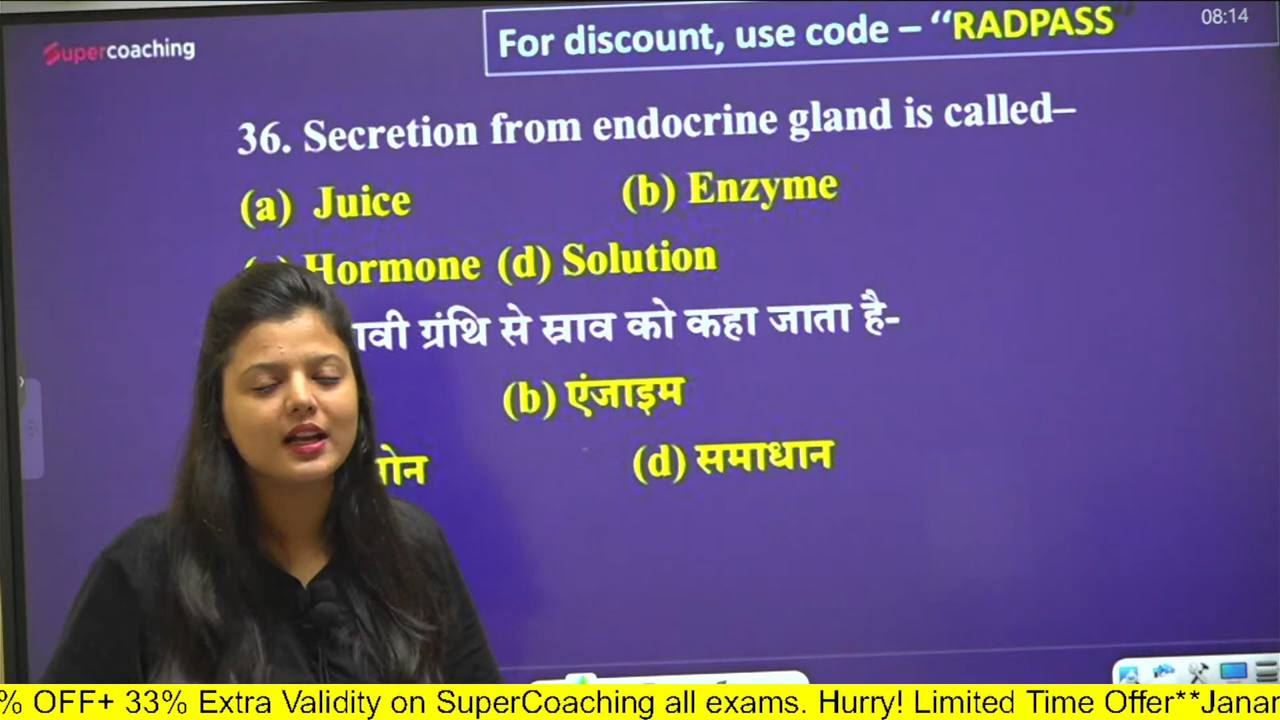 Supercoaching
For discount, use code – “RADPASS”
08:14
36. Secretion from endocrine gland is called–
(a) Juice (b) Enzyme
Hormone (d) Solution
ग्रंथि से स्राव को कहा जाता है-
(b) एंजाइम
(d) समाधान
% OFF+ 33% Extra Validity on SuperCoaching all exams. Hurry! Limited Time Offer**Janan